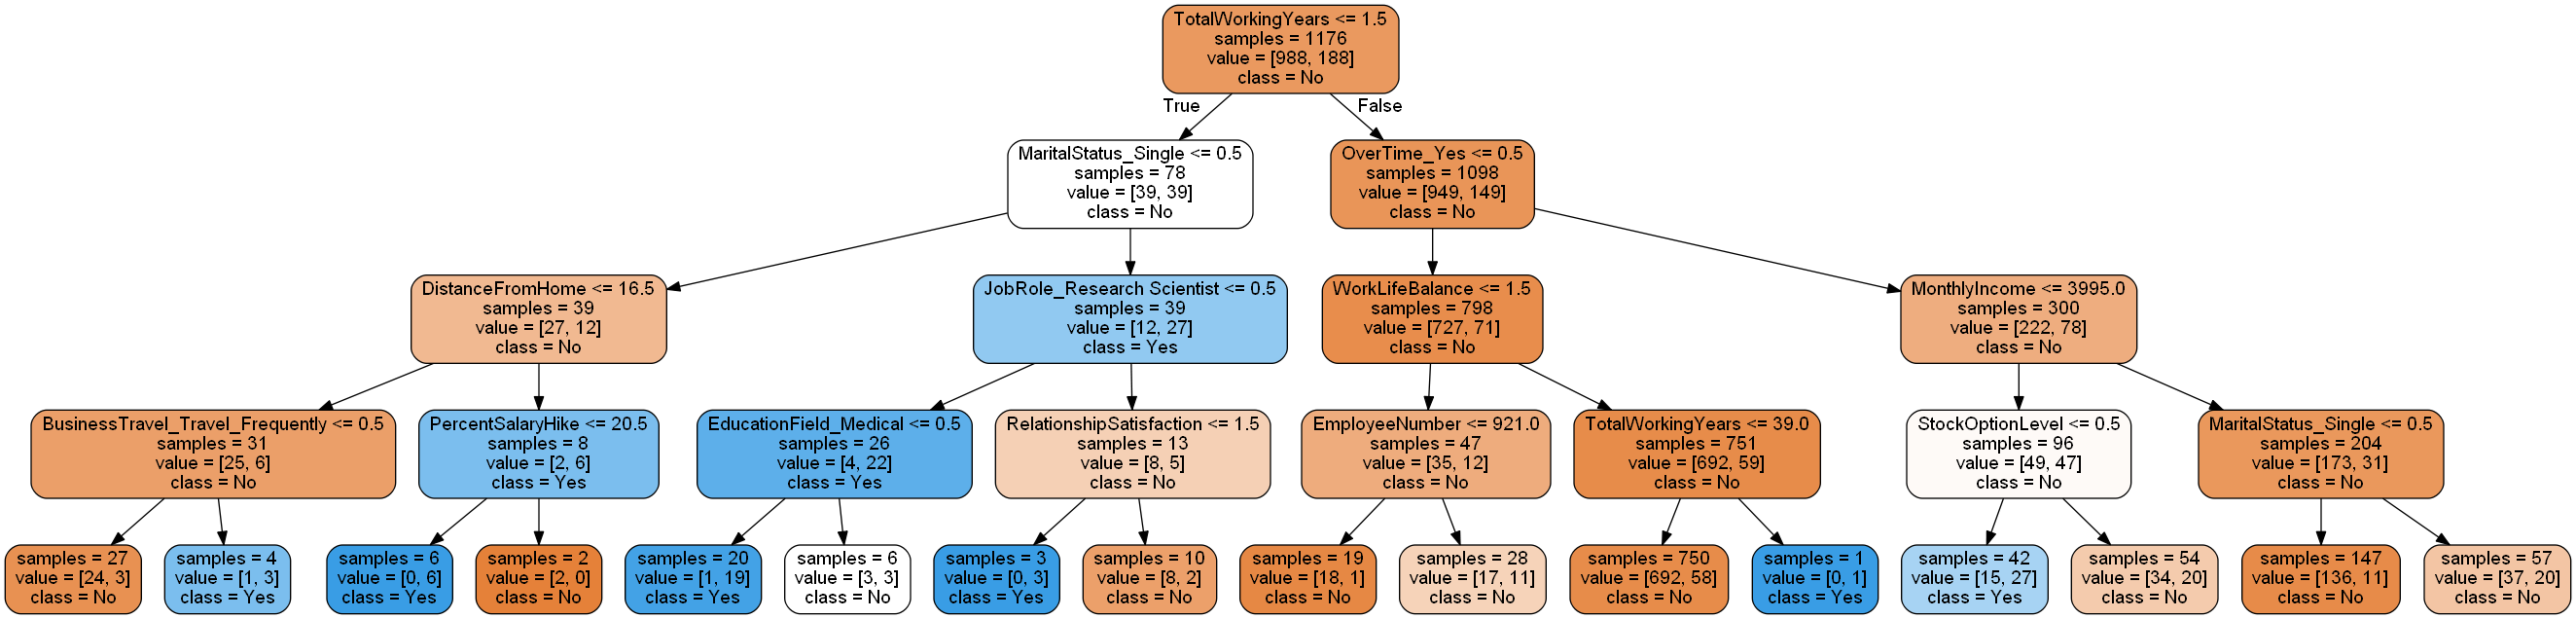 TotalWorkingYears <= 1.5
samples = 1176
value = [988, 188]
class = No
True
False
MaritalStatus_Single <= 0.5
samples = 78
value = [39, 39]
class = No
OverTime_Yes <= 0.5
samples = 1098
value = [949, 149]
class = No
DistanceFromHome <= 16.5
samples = 39
value = [27, 12]
class = No
JobRole_Research Scientist <= 0.5
samples = 39
value = [12, 27]
class = Yes
WorkLifeBalance <= 1.5
samples = 798
value = [727, 71]
class = No
MonthlyIncome <= 3995.0
samples = 300
value = [222, 78]
class = No
BusinessTravel_Travel_Frequently <= 0.5
samples = 31
value = [25, 6]
class = No
PercentSalaryHike <= 20.5
samples = 8
value = [2, 6]
class = Yes
EducationField_Medical <= 0.5
samples = 26
value = [4, 22]
class = Yes
RelationshipSatisfaction <= 1.5
samples = 13
value = [8, 5]
class = No
EmployeeNumber <= 921.0
samples = 47
value = [35, 12]
class = No
TotalWorkingYears <= 39.0
samples = 751
value = [692, 59]
class = No
StockOptionLevel <= 0.5
samples = 96
value = [49, 47]
class = No
MaritalStatus_Single <= 0.5
samples = 204
value = [173, 31]
class = No
samples = 27
value = [24, 3]
class = No
samples = 4
value = [1, 3]
class = Yes
samples = 6
value = [0, 6]
class = Yes
samples = 2
value = [2, 0]
class = No
samples = 20
value = [1, 19]
class = Yes
samples = 6
value = [3, 3]
class = No
samples = 3
value = [0, 3]
class = Yes
samples = 10
value = [8, 2]
class = No
samples = 19
value = [18, 1]
class = No
samples = 28
value = [17, 11]
class = No
samples = 750
value = [692, 58]
class = No
samples = 1
value = [0, 1]
class = Yes
samples = 42
value = [15, 27]
class = Yes
samples = 54
value = [34, 20]
class = No
samples = 147
value = [136, 11]
class = No
samples = 57
value = [37, 20]
class = No